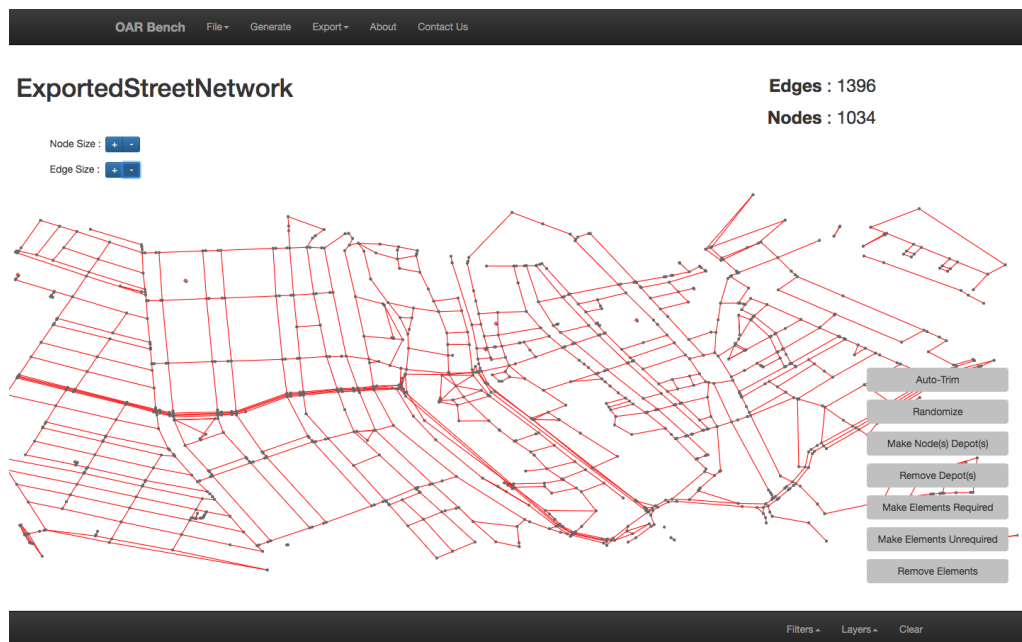 OAR Bench File Generate Export About Contact Us
ExportedStreetNetwork
Edges : 1396
Nodes : 1034
Node Size : + -
Edge Size : + -
Auto-Trim
Randomize
Make Node(s) Depot(s)
Remove Depot(s)
Make Elements Required
Make Elements Unrequired
Remove Elements
Filters Layers Clear